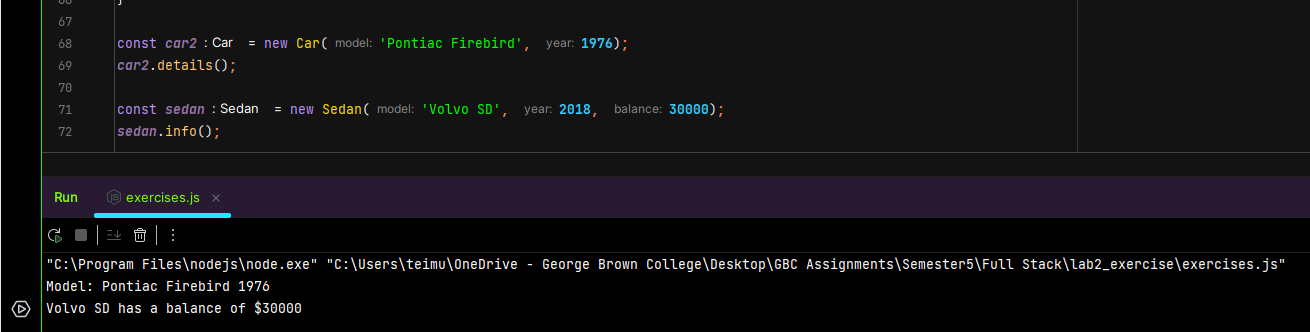 67
68 const car2 : Car = new Car( model: 'Pontiac Firebird', year: 1976);
69 car2.details();
70
71 const sedan : Sedan = new Sedan( model: 'Volvo SD', year: 2018, balance: 30000);
72 sedan.info();
Run exercises.js ×
"C:\Program Files\nodejs\node.exe" "C:\Users\teimu\OneDrive - George Brown College\Desktop\GBC Assignments\Semester5\Full Stack\lab2_exercise\exercises.js"
Model: Pontiac Firebird 1976
Volvo SD has a balance of $30000